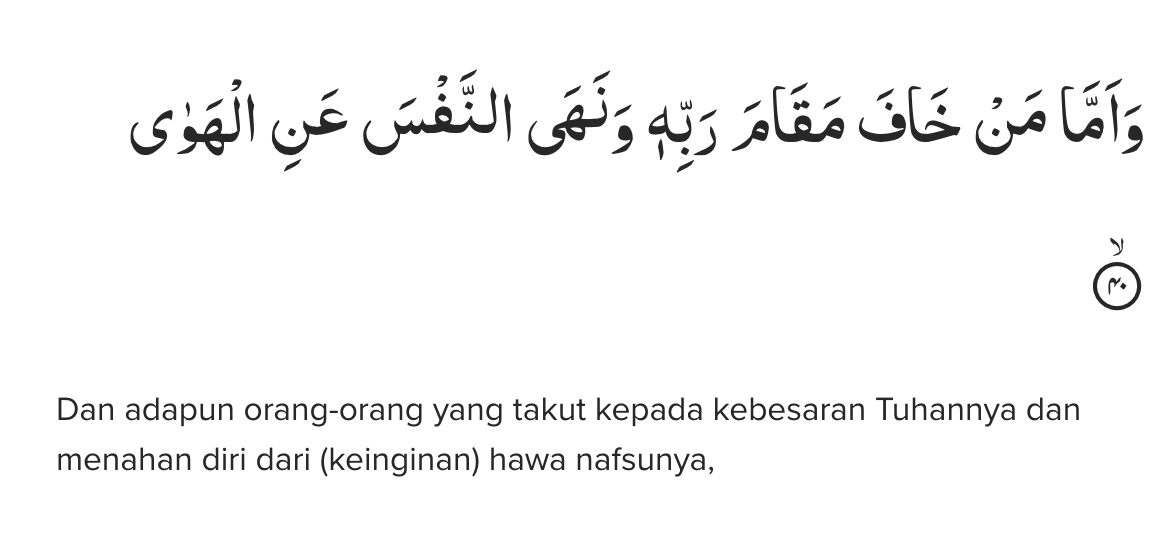 وَاَمَّا مَنْ خَافَ مَقَامَ رَبِّهٖ وَنَهَى النَّفْسَ عَنِ الْهَوٰى
ۙ ۴۰
Dan adapun orang-orang yang takut kepada kebesaran Tuhannya dan
menahan diri dari (keinginan) hawa nafsunya,